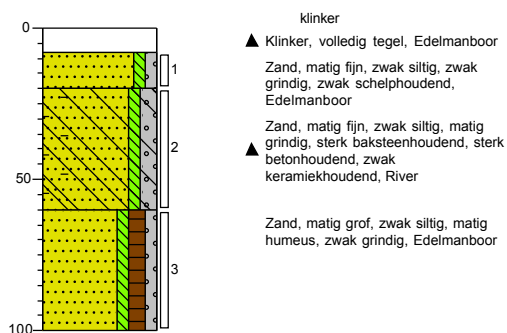 klinker
0
Klinker, volledig tegel, Edelmanboor
1
Zand, matig fijn, zwak siltig, zwak
grindig, zwak schelphoudend,
Edelmanboor
2
Zand, matig fijn, zwak siltig, matig
grindig, sterk baksteenhoudend, sterk
betonhoudend, zwak
keramiekhoudend, River
50
3
Zand, matig grof, zwak siltig, matig
humeus, zwak grindig, Edelmanboor
100